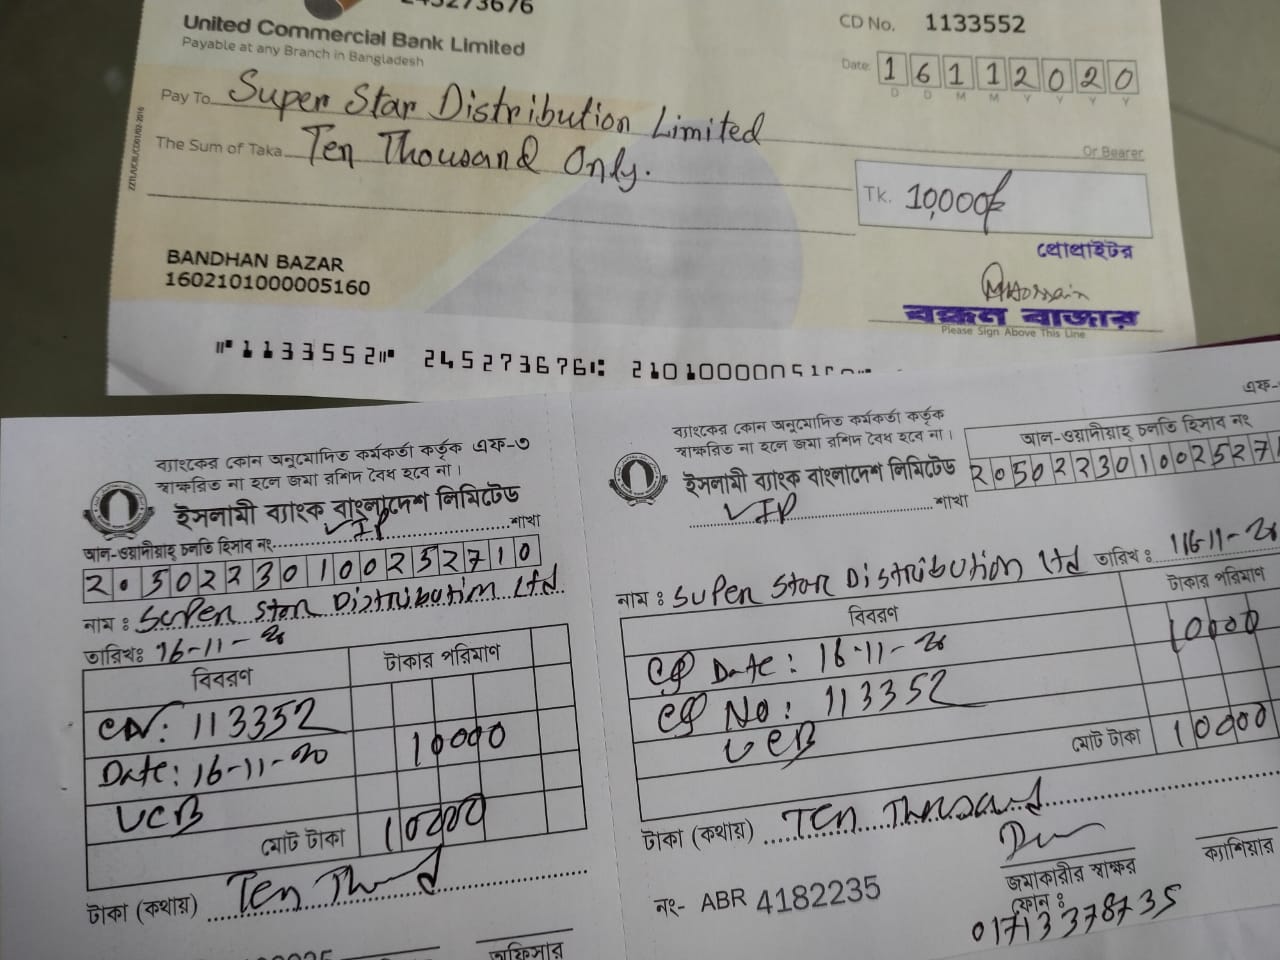 245273676
United Commercial Bank Limited
Payable at any Branch in Bangladesh
CD No. 1133552
Date: 16112020
D D M M Y Y Y Y
Pay To Super Star Distribution Limited
Or Bearer
The Sum of Taka Ten Thousand Only.
TK. 10,000/-
BANDHAN BAZAR
1602101000005160
প্রোপ্রাইটর
MHossain
বন্ধন বাজার
Please Sign Above This Line
1133552 245273676
ব্যাংকের কোন অনুমোদিত কর্মকর্তা কর্তৃক এফ-৩
স্বাক্ষরিত না হলে জমা রশিদ বৈধ হবে না।
ইসলামী ব্যাংক বাংলাদেশ লিমিটেড
VIP শাখা
আল-ওয়াদীয়াহ্ চলতি হিসাব নং
20502230100252710
নাম : Super Star Distribution Ltd
তারিখঃ 16-11-20
বিবরণ টাকার পরিমাণ
CN: 113352
Date: 16-11-20 10000
UCB
মোট টাকা 10000
টাকা (কথায়) Ten
অফিসার
ব্যাংকের কোন অনুমোদিত কর্মকর্তা কর্তৃক
স্বাক্ষরিত না হলে জমা রশিদ বৈধ হবে না।
ইসলামী ব্যাংক বাংলাদেশ লিমিটেড
VIP শাখা
এফ-
আল-ওয়াদীয়াহ্ চলতি হিসাব নং
2050223010025271
নাম : Super Star Distribution Ltd তারিখ : 16-11-20
বিবরণ টাকার পরিমাণ
CQ Date: 16-11-20 10000
CQ No: 113352
UCB
মোট টাকা 10000
টাকা (কথায়) Ten Thousand
নং- ABR 4182235
জমাকারীর স্বাক্ষর
ক্যাশিয়ার
ফোন :
01713378735